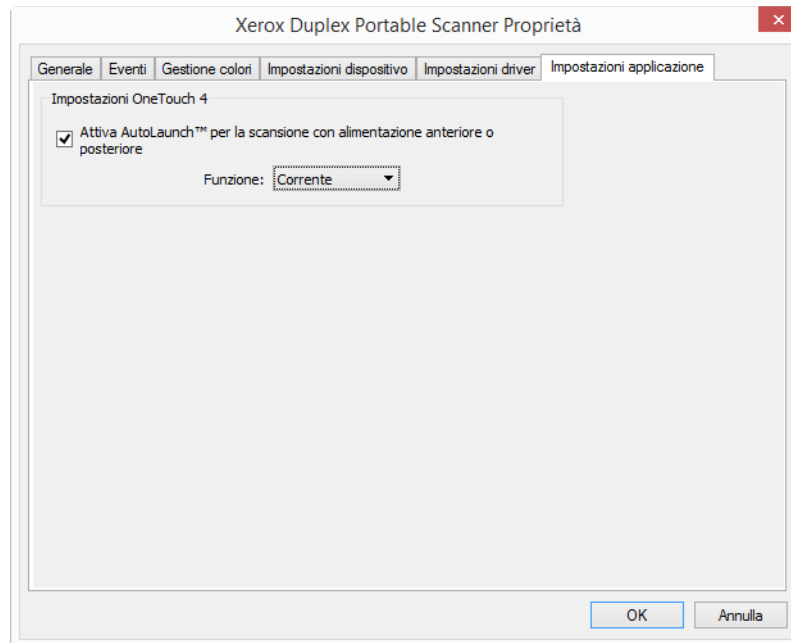 Xerox Duplex Portable Scanner Proprietà
Generale Eventi Gestione colori Impostazioni dispositivo Impostazioni driver Impostazioni applicazione
Impostazioni OneTouch 4
Attiva AutoLaunch™ per la scansione con alimentazione anteriore o
posteriore
Funzione: Corrente
OK Annulla